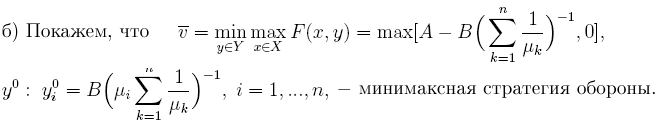 б) Покажем, что $\overline{v} = \min\limits_{y \in Y} \max\limits_{x \in X} F(x, y) = \max[A - B\Big(\sum\limits_{k=1}^{n} \frac{1}{\mu_k}\Big)^{-1}, 0],$
$y^0 : \ y_i^0 = B\Big(\mu_i \sum\limits_{k=1}^{n} \frac{1}{\mu_k}\Big)^{-1}, \ i = 1, ..., n,$ – минимаксная стратегия обороны.